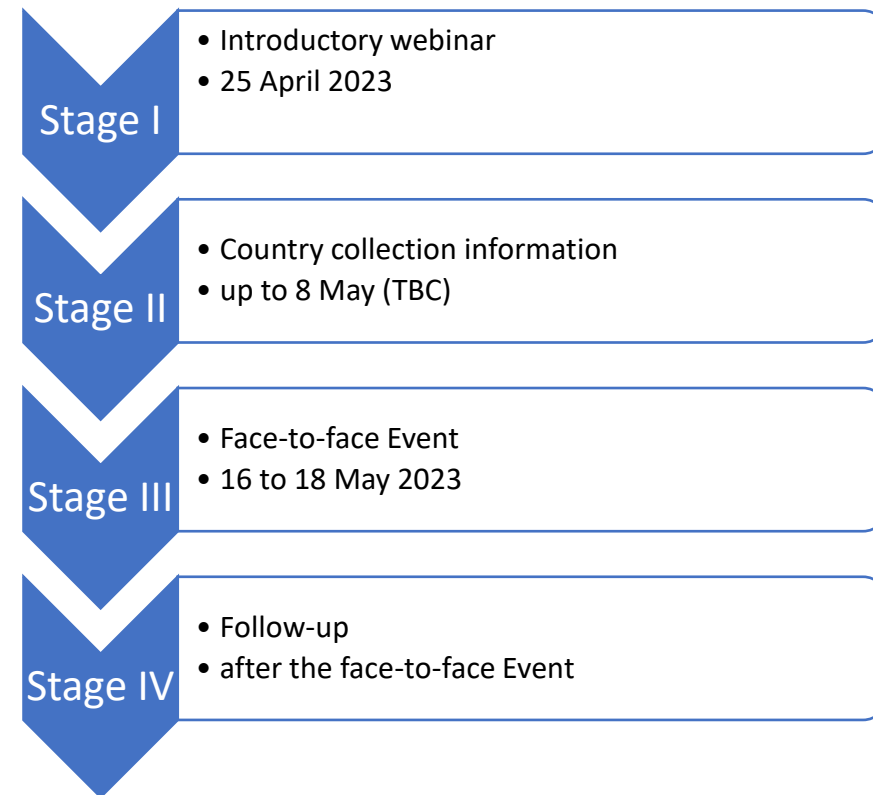 Stage I
• Introductory webinar
• 25 April 2023
Stage II
• Country collection information
• up to 8 May (TBC)
Stage III
• Face-to-face Event
• 16 to 18 May 2023
Stage IV
• Follow-up
• after the face-to-face Event